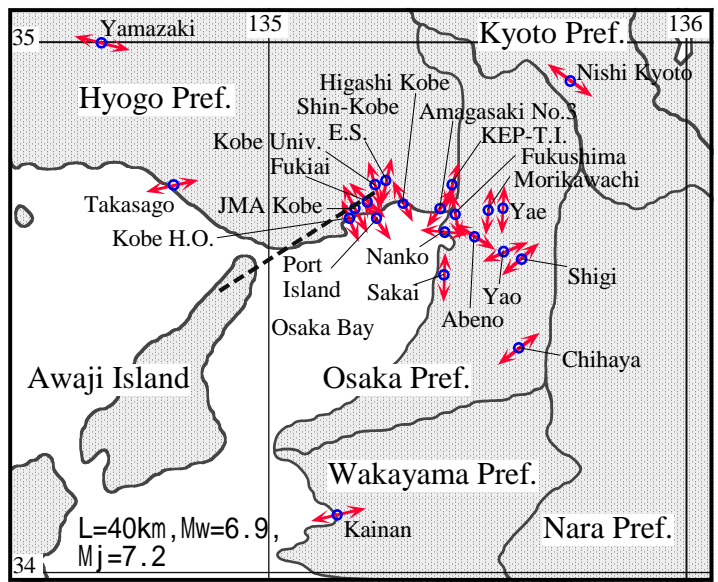 135
136
Yamazaki
35
Kyoto Pref.
Nishi Kyoto
Higashi Kobe
Hyogo Pref.
Shin-Kobe
Amagasaki No.3
E.S.
KEP-T.I.
Kobe Univ.
Fukushima
Fukiai
Morikawachi
Takasago
JMA Kobe
Yae
Kobe H.O.
Nanko
Port
Island
Shigi
Sakai
Yao
Abeno
Osaka Bay
Chihaya
Awaji Island
Osaka Pref.
Wakayama Pref.
L=40km,Mw=6.9,
Mj=7.2
Kainan
Nara Pref.
34